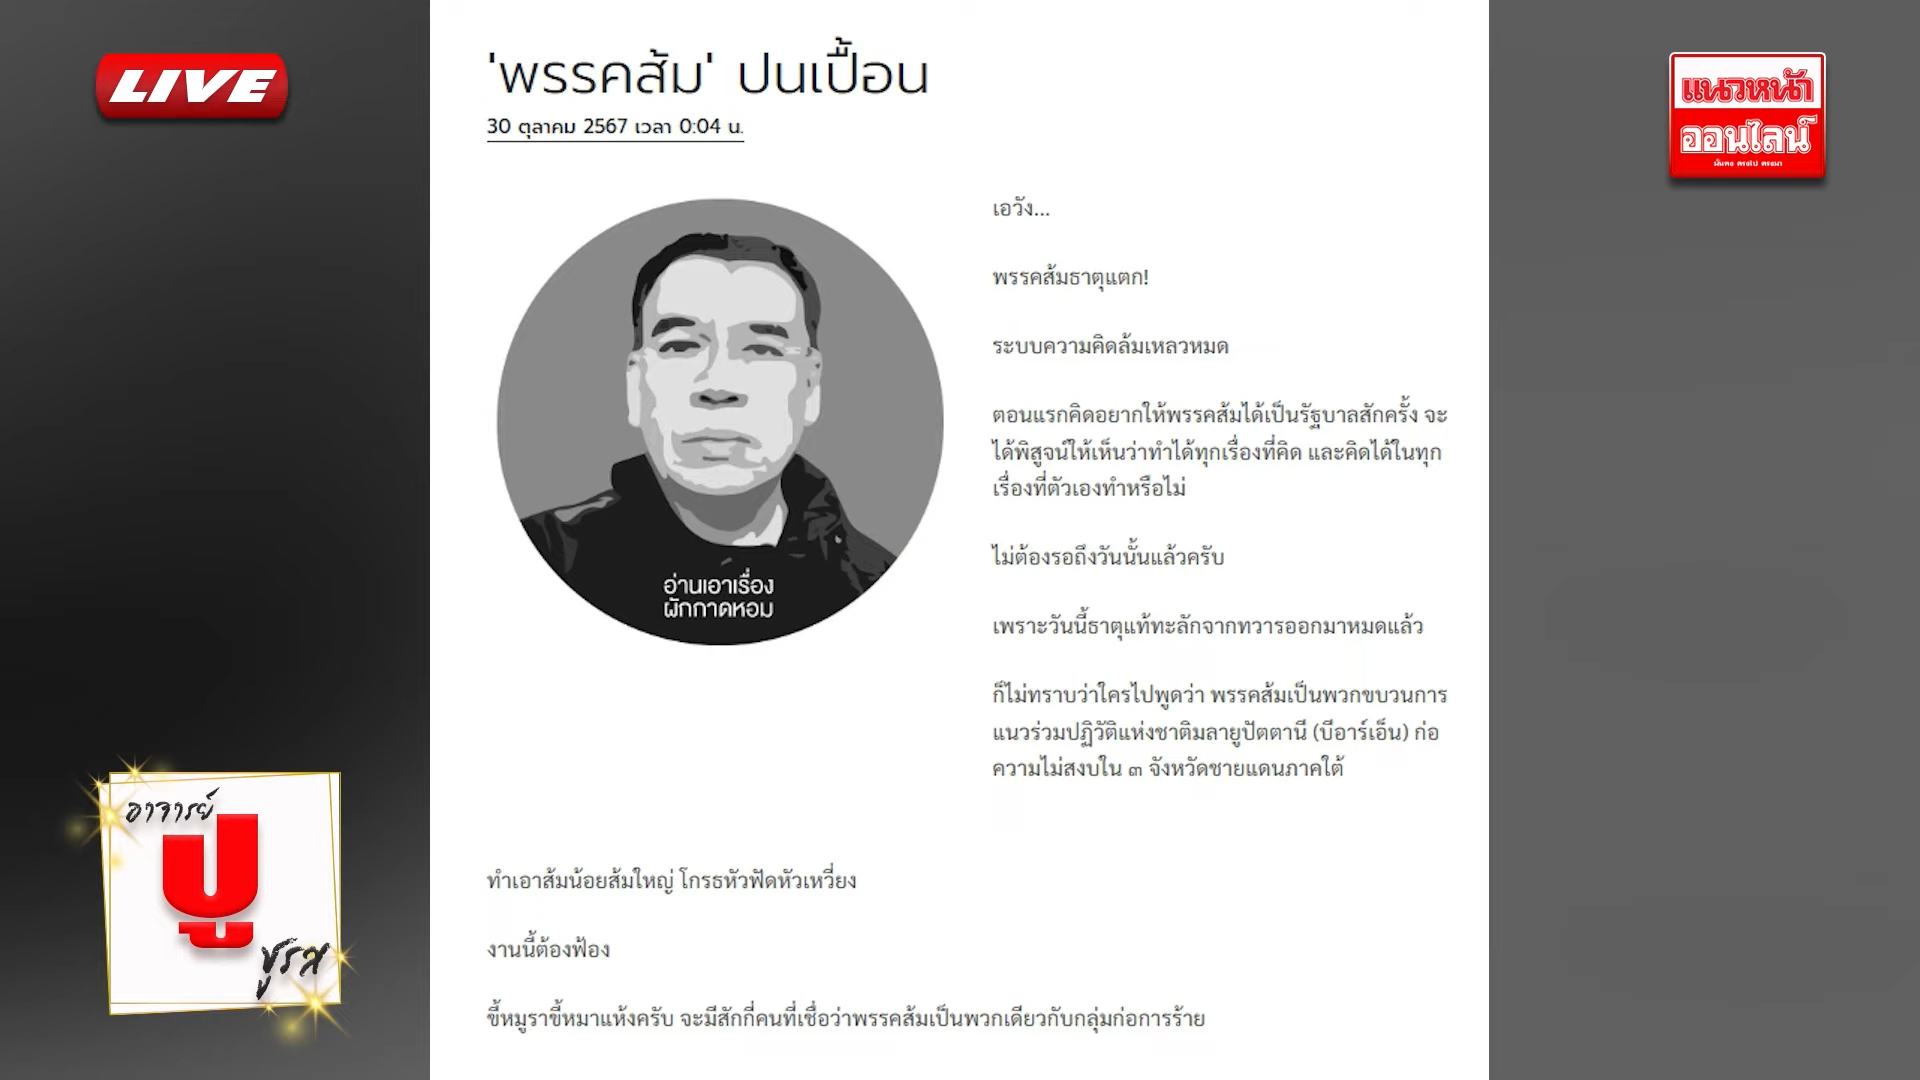 LIVE
'พรรคส้ม' ปนเปื้อน
30 ตุลาคม 2567 เวลา 0:04 น.
แนวหน้า
ออนไลน์
มั่นคง ตรงไป ตรงมา
เอวัง...
พรรคส้มธาตุแตก!
ระบบความคิดล้มเหลวหมด
ตอนแรกคิดอยากให้พรรคส้มได้เป็นรัฐบาลสักครั้ง จะ
ได้พิสูจน์ให้เห็นว่าทำได้ทุกเรื่องที่คิด และคิดได้ในทุก
เรื่องที่ตัวเองทำหรือไม่
ไม่ต้องรอถึงวันนั้นแล้วครับ
อ่านเอาเรื่อง
ผักกาดหอม
เพราะวันนี้ธาตุแท้ทะลักจากทวารออกมาหมดแล้ว
ก็ไม่ทราบว่าใครไปพูดว่า พรรคส้มเป็นพวกขบวนการ
แนวร่วมปฏิวัติแห่งชาติมลายูปัตตานี (บีอาร์เอ็น) ก่อ
ความไม่สงบใน ๓ จังหวัดชายแดนภาคใต้
ทำเอาส้มน้อยส้มใหญ่ โกรธหัวฟัดหัวเหวี่ยง
งานนี้ต้องฟ้อง
ขี้หมูราขี้หมาแห้งครับ จะมีสักกี่คนที่เชื่อว่าพรรคส้มเป็นพวกเดียวกับกลุ่มก่อการร้าย
อาจารย์
ปู
ชูรส